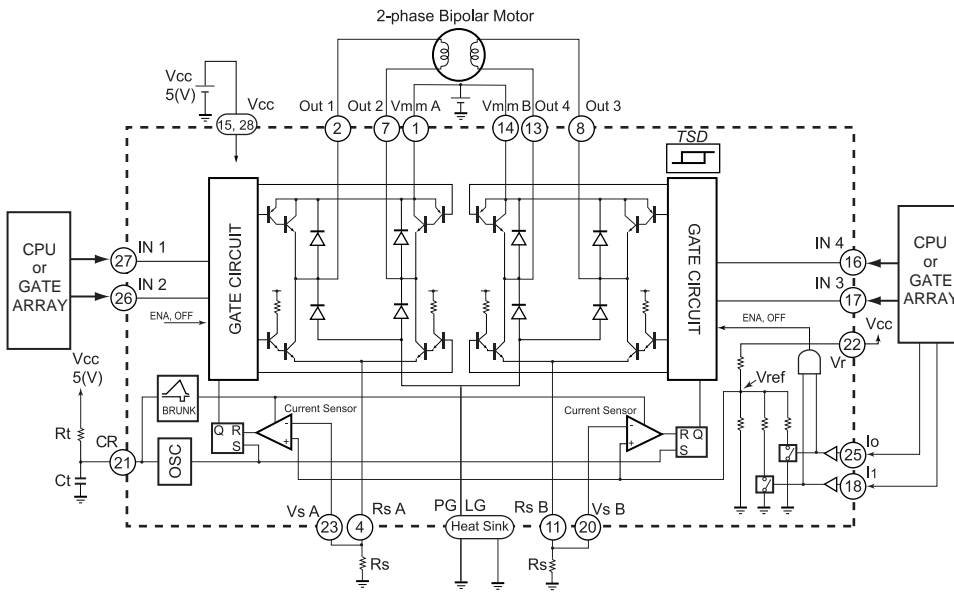 2-phase Bipolar Motor
Vcc
5(V)
Vcc
15, 28
Out 1
Out 2
Vmm A
Vmm B
Out 4
Out 3
2
7
1
14
13
8
TSD
CPU
or
GATE
ARRAY
27
IN 1
26
IN 2
ENA, OFF
GATE CIRCUIT
GATE CIRCUIT
IN 4
16
IN 3
17
CPU
or
GATE
ARRAY
ENA, OFF
Vcc
22
Vr
Vref
Vcc
5(V)
Rt
CR
21
Ct
BRUNK
OSC
Q
R
S
Current Sensor
-
+
Current Sensor
-
+
R
Q
S
Io
25
I1
18
Vs A
Rs A
PG
LG
Rs B
Vs B
23
4
Heat Sink
11
20
Rs
Rs